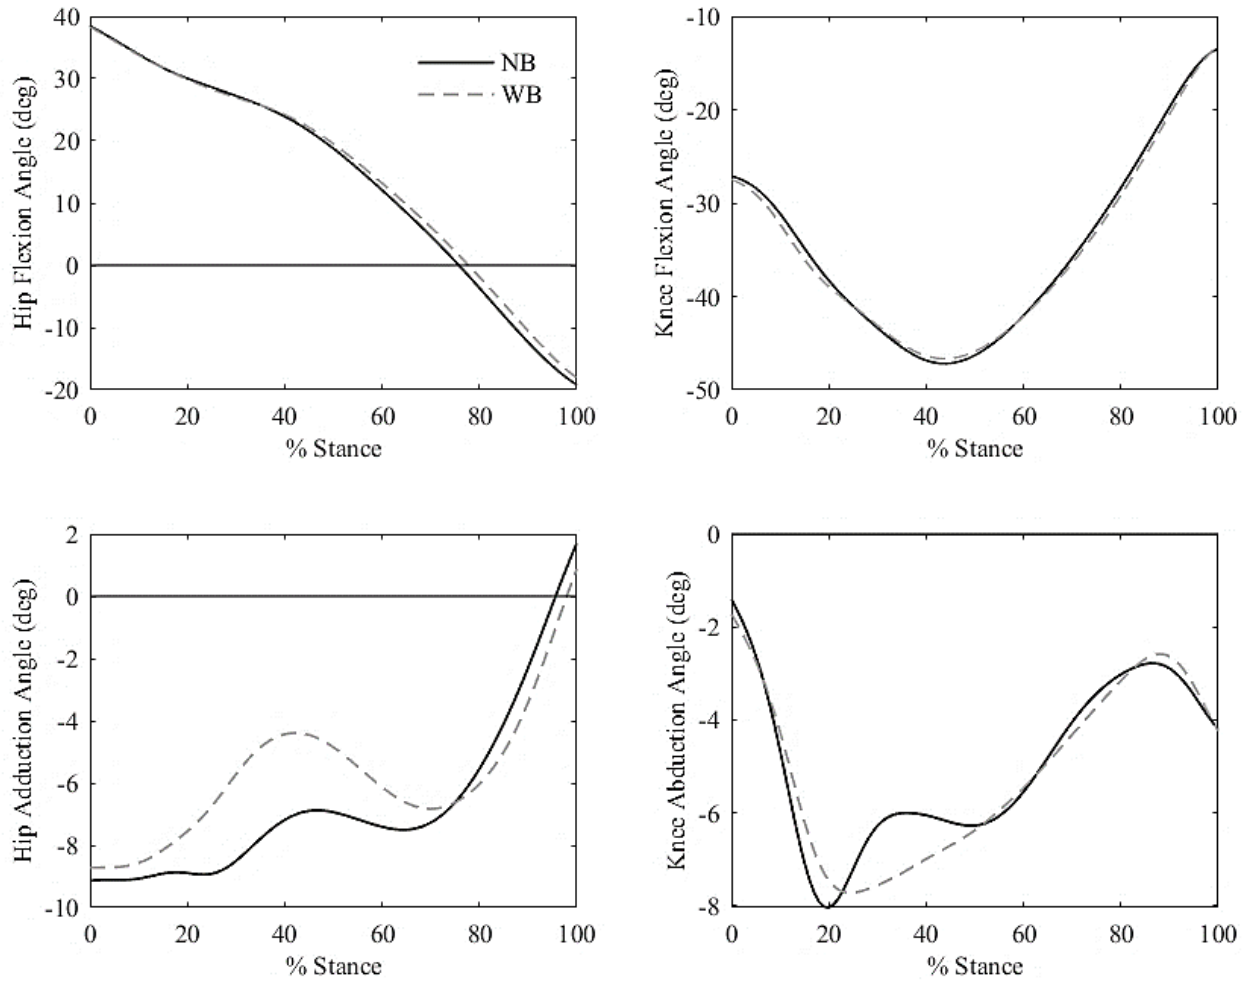 Hip Flexion Angle (deg)
40
30
20
10
0
-10
-20
NB
WB
0 20 40 60 80 100
% Stance
Knee Flexion Angle (deg)
-10
-20
-30
-40
-50
0 20 40 60 80 100
% Stance
Hip Adduction Angle (deg)
2
0
-2
-4
-6
-8
-10
0 20 40 60 80 100
% Stance
Knee Abduction Angle (deg)
0
-2
-4
-6
-8
0 20 40 60 80 100
% Stance